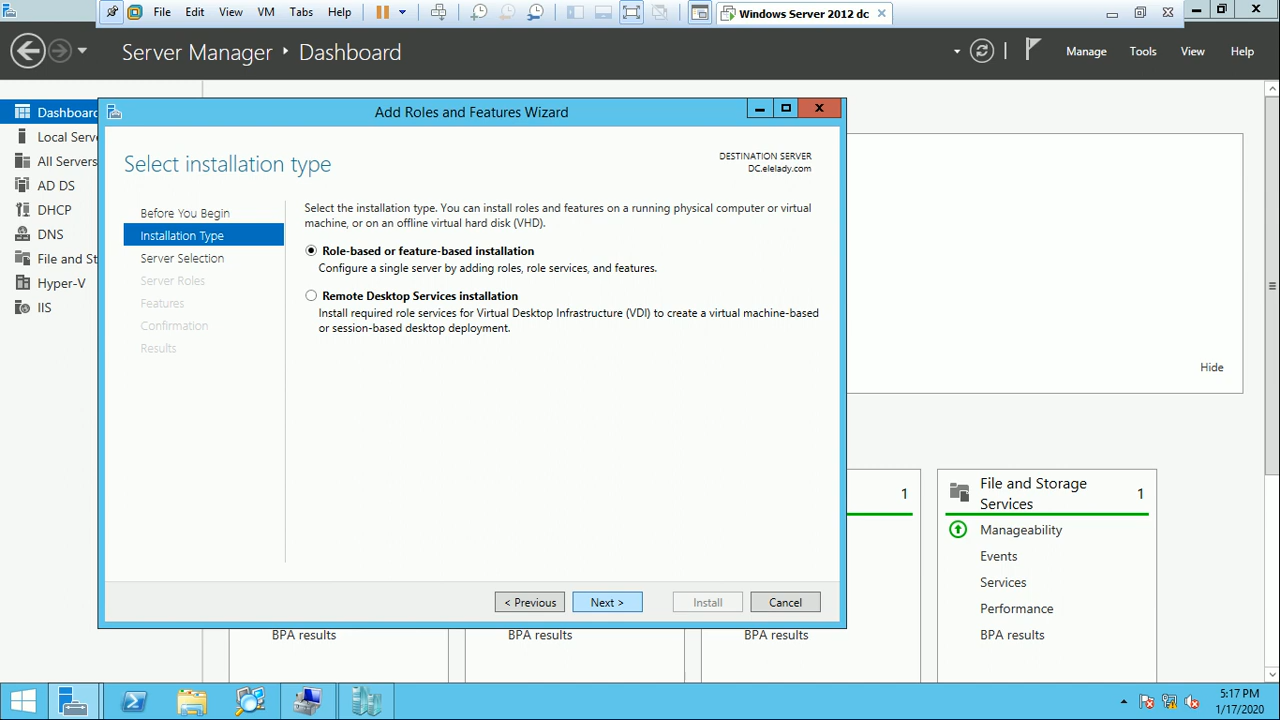 File Edit View VM Tabs Help Windows Server 2012 dc
Server Manager Dashboard Manage Tools View Help
Dashboard
Local Serve
All Servers
AD DS
DHCP
DNS
File and St
Hyper-V
IIS
Add Roles and Features Wizard
Select installation type
DESTINATION SERVER
DC.elelady.com
Before You Begin
Installation Type
Server Selection
Server Roles
Features
Confirmation
Results
Select the installation type. You can install roles and features on a running physical computer or virtual
machine, or on an offline virtual hard disk (VHD).
Role-based or feature-based installation
Configure a single server by adding roles, role services, and features.
Remote Desktop Services installation
Install required role services for Virtual Desktop Infrastructure (VDI) to create a virtual machine-based
or session-based desktop deployment.
< Previous Next > Install Cancel
Hide
1
File and Storage
Services
1
Manageability
Events
Services
Performance
BPA results
BPA results BPA results BPA results
5:17 PM
1/17/2020